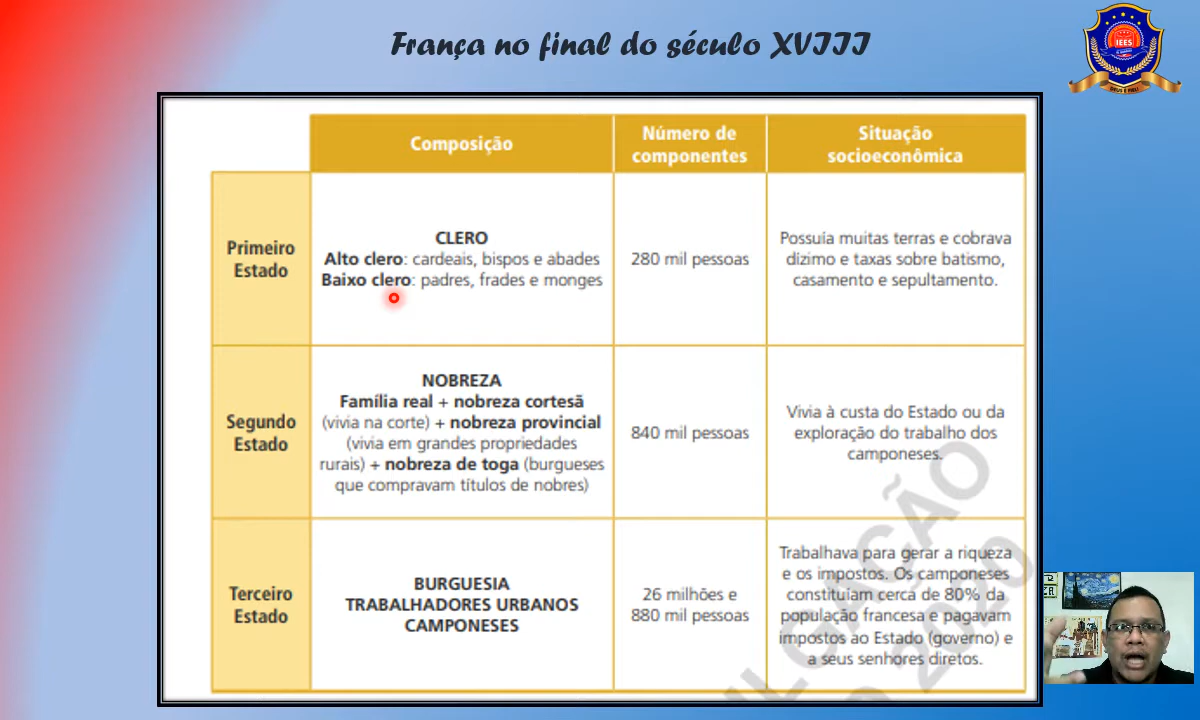 França no final do século XVIII
IEES
DEUS É FIEL!
Composição
Número de
componentes
Situação
socioeconômica
Primeiro
Estado
CLERO
Alto clero: cardeais, bispos e abades
Baixo clero: padres, frades e monges
280 mil pessoas
Possuía muitas terras e cobrava
dízimo e taxas sobre batismo,
casamento e sepultamento.
Segundo
Estado
NOBREZA
Família real + nobreza cortesã
(vivia na corte) + nobreza provincial
(vivia em grandes propriedades
rurais) + nobreza de toga (burgueses
que compravam títulos de nobres)
840 mil pessoas
Vivia à custa do Estado ou da
exploração do trabalho dos
camponeses.
Terceiro
Estado
BURGUESIA
TRABALHADORES URBANOS
CAMPONESES
26 milhões e
880 mil pessoas
Trabalhava para gerar a riqueza
e os impostos. Os camponeses
constituíam cerca de 80% da
população francesa e pagavam
impostos ao Estado (governo) e
a seus senhores diretos.
ULGAÇÃO
2020